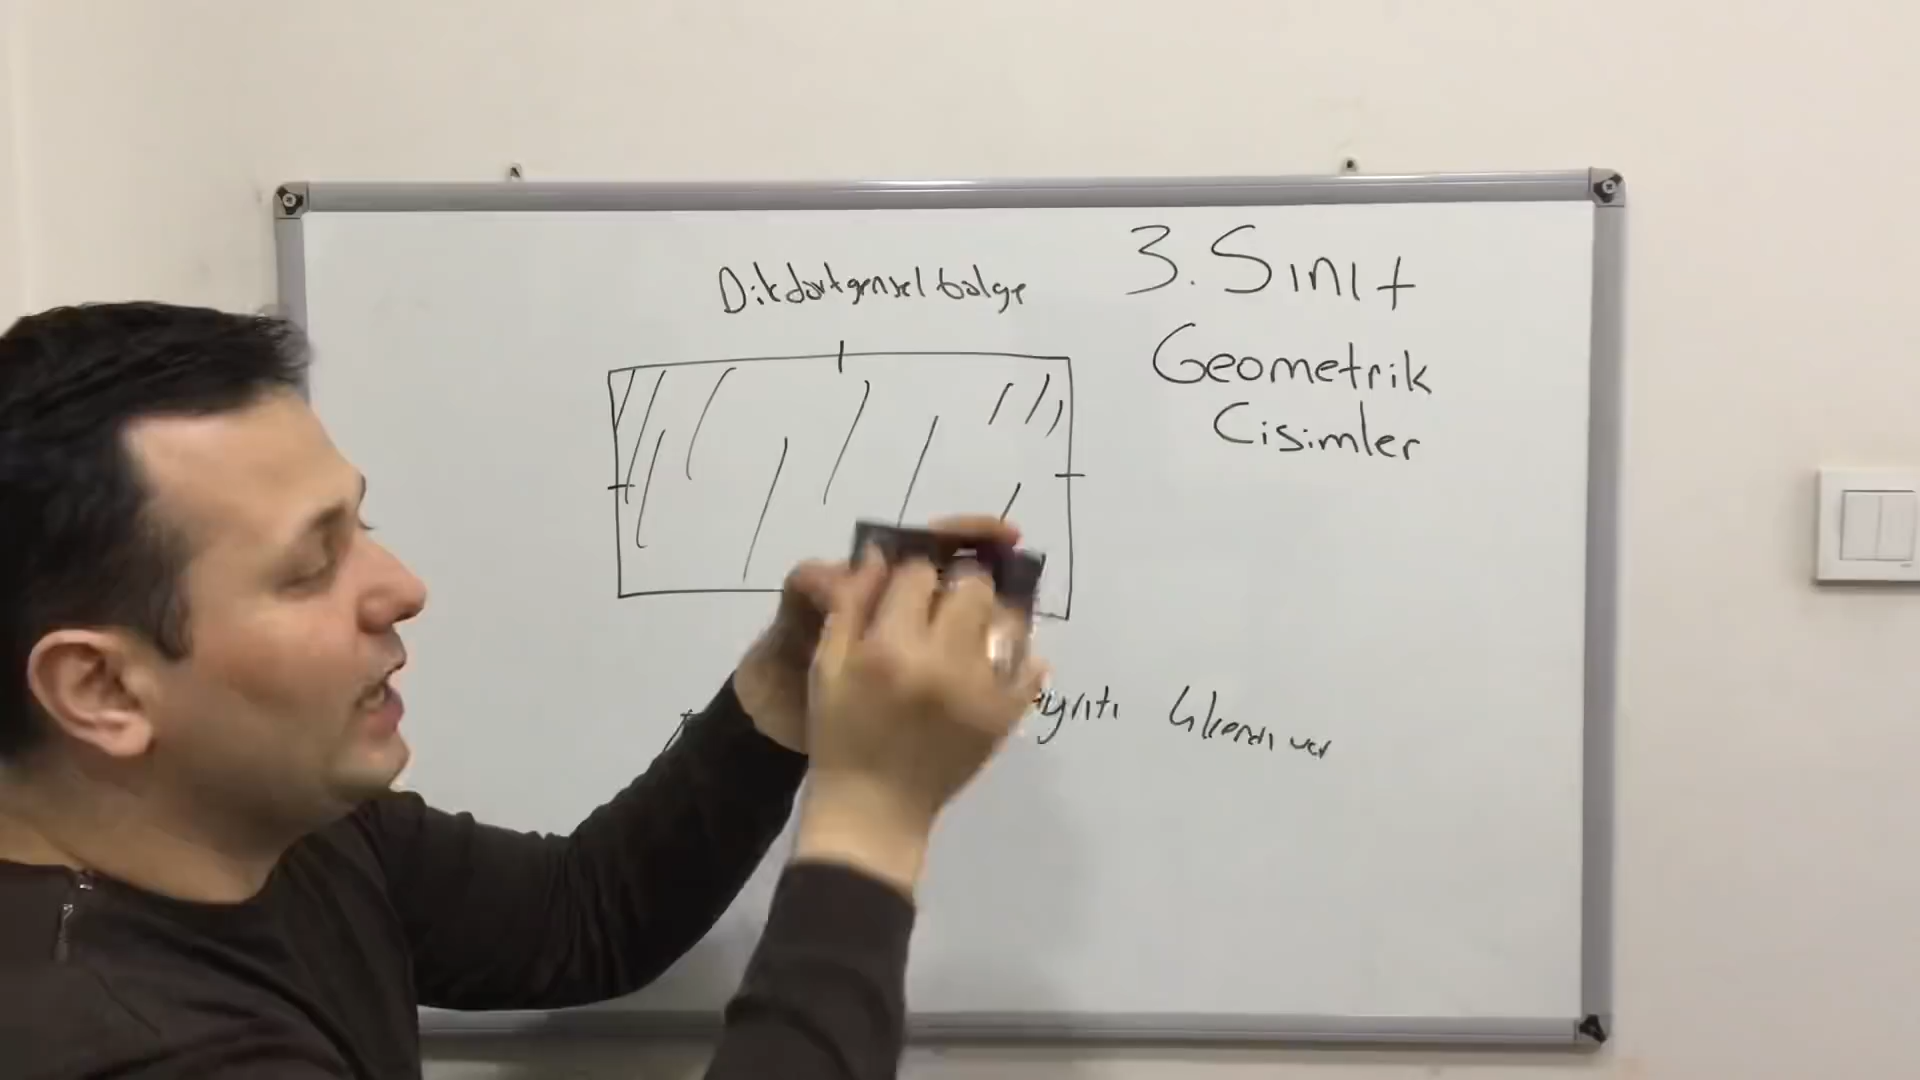 Dikdörtgensel bölge
3. Sınıf
Geometrik
Cisimler
ayrıtı